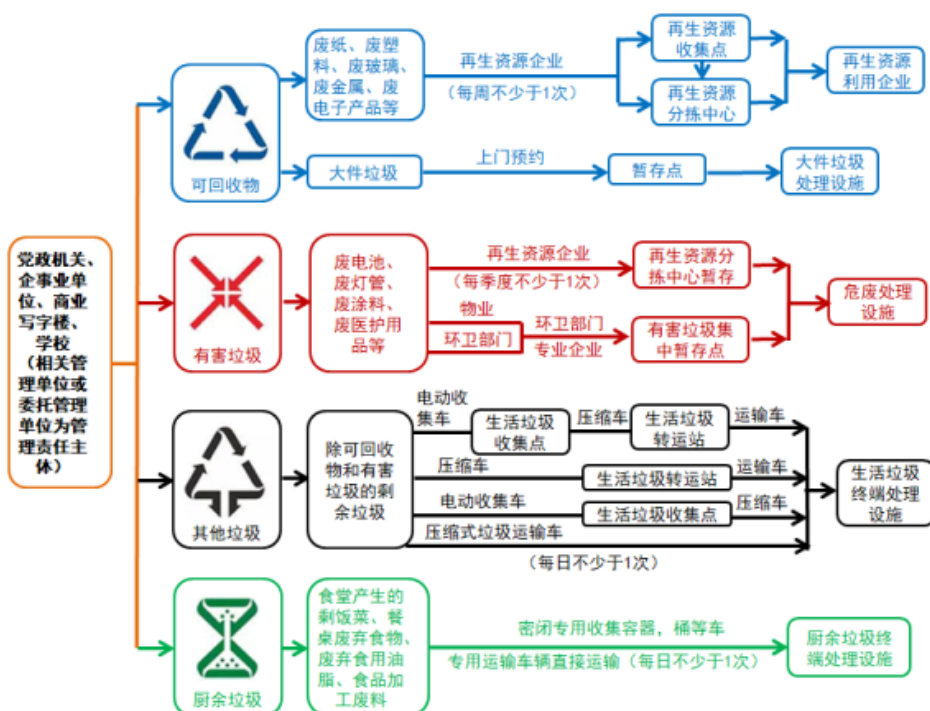 党政机关、
企事业单
位、商业
写字楼、
学校
（相关管
理单位或
委托管理
单位为管
理责任主
体）
可回收物
废纸、废塑
料、废玻璃、
废金属、废
电子产品等
再生资源企业
（每周不少于1次）
再生资源
收集点
再生资源
分拣中心
再生资源
利用企业
大件垃圾
上门预约
暂存点
大件垃圾
处理设施
有害垃圾
废电池、
废灯管、
废涂料、
废医护用
品等
再生资源企业
（每季度不少于1次）
再生资源分
拣中心暂存
物业
环卫部门
环卫部门
专业企业
有害垃圾集
中暂存点
危废处理
设施
其他垃圾
除可回收
物和有害
垃圾的剩
余垃圾
电动收
集车
生活垃圾
收集点
压缩车
生活垃圾
转运站
运输车
压缩车
生活垃圾转运站
运输车
电动收集车
生活垃圾收集点
压缩车
压缩式垃圾运输车
（每日不少于1次）
生活垃圾
终端处理
设施
厨余垃圾
食堂产生的
剩饭菜、餐
桌废弃食物、
废弃食用油
脂、食品加
工废料
密闭专用收集容器，桶等车
专用运输车辆直接运输（每日不少于1次）
厨余垃圾终
端处理设施